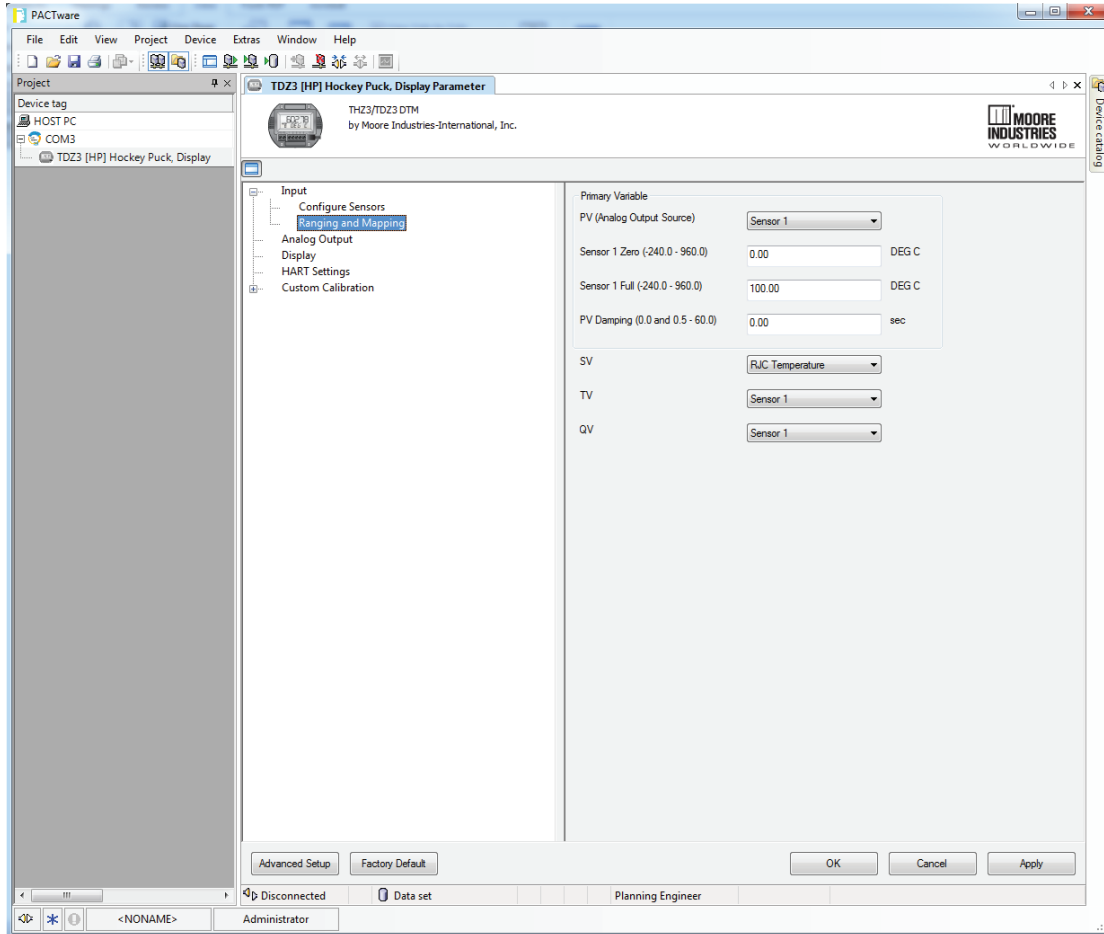 PACTware
File Edit View Project Device Extras Window Help
Project
TDZ3 [HP] Hockey Puck, Display Parameter
Device tag
HOST PC
COM3
TDZ3 [HP] Hockey Puck, Display
THZ3/TDZ3 DTM
by Moore Industries-International, Inc.
MOORE
INDUSTRIES
WORLDWIDE
Device catalog
Input
Configure Sensors
Ranging and Mapping
Analog Output
Display
HART Settings
Custom Calibration
Primary Variable
PV (Analog Output Source) Sensor 1
Sensor 1 Zero (-240.0 - 960.0) 0.00 DEG C
Sensor 1 Full (-240.0 - 960.0) 100.00 DEG C
PV Damping (0.0 and 0.5 - 60.0) 0.00 sec
SV RJC Temperature
TV Sensor 1
QV Sensor 1
Advanced Setup Factory Default OK Cancel Apply
Disconnected Data set Planning Engineer
<NONAME> Administrator